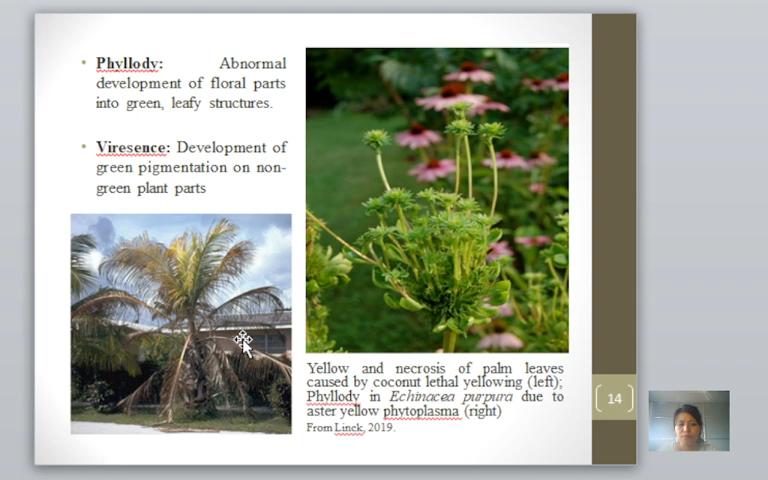 • Phyllody: Abnormal
development of floral parts
into green, leafy structures.
• Viresence: Development of
green pigmentation on non-
green plant parts
Yellow and necrosis of palm leaves
caused by coconut lethal yellowing (left);
Phyllody in Echinacea purpura due to
aster yellow phytoplasma (right)
From Linck, 2019.
14